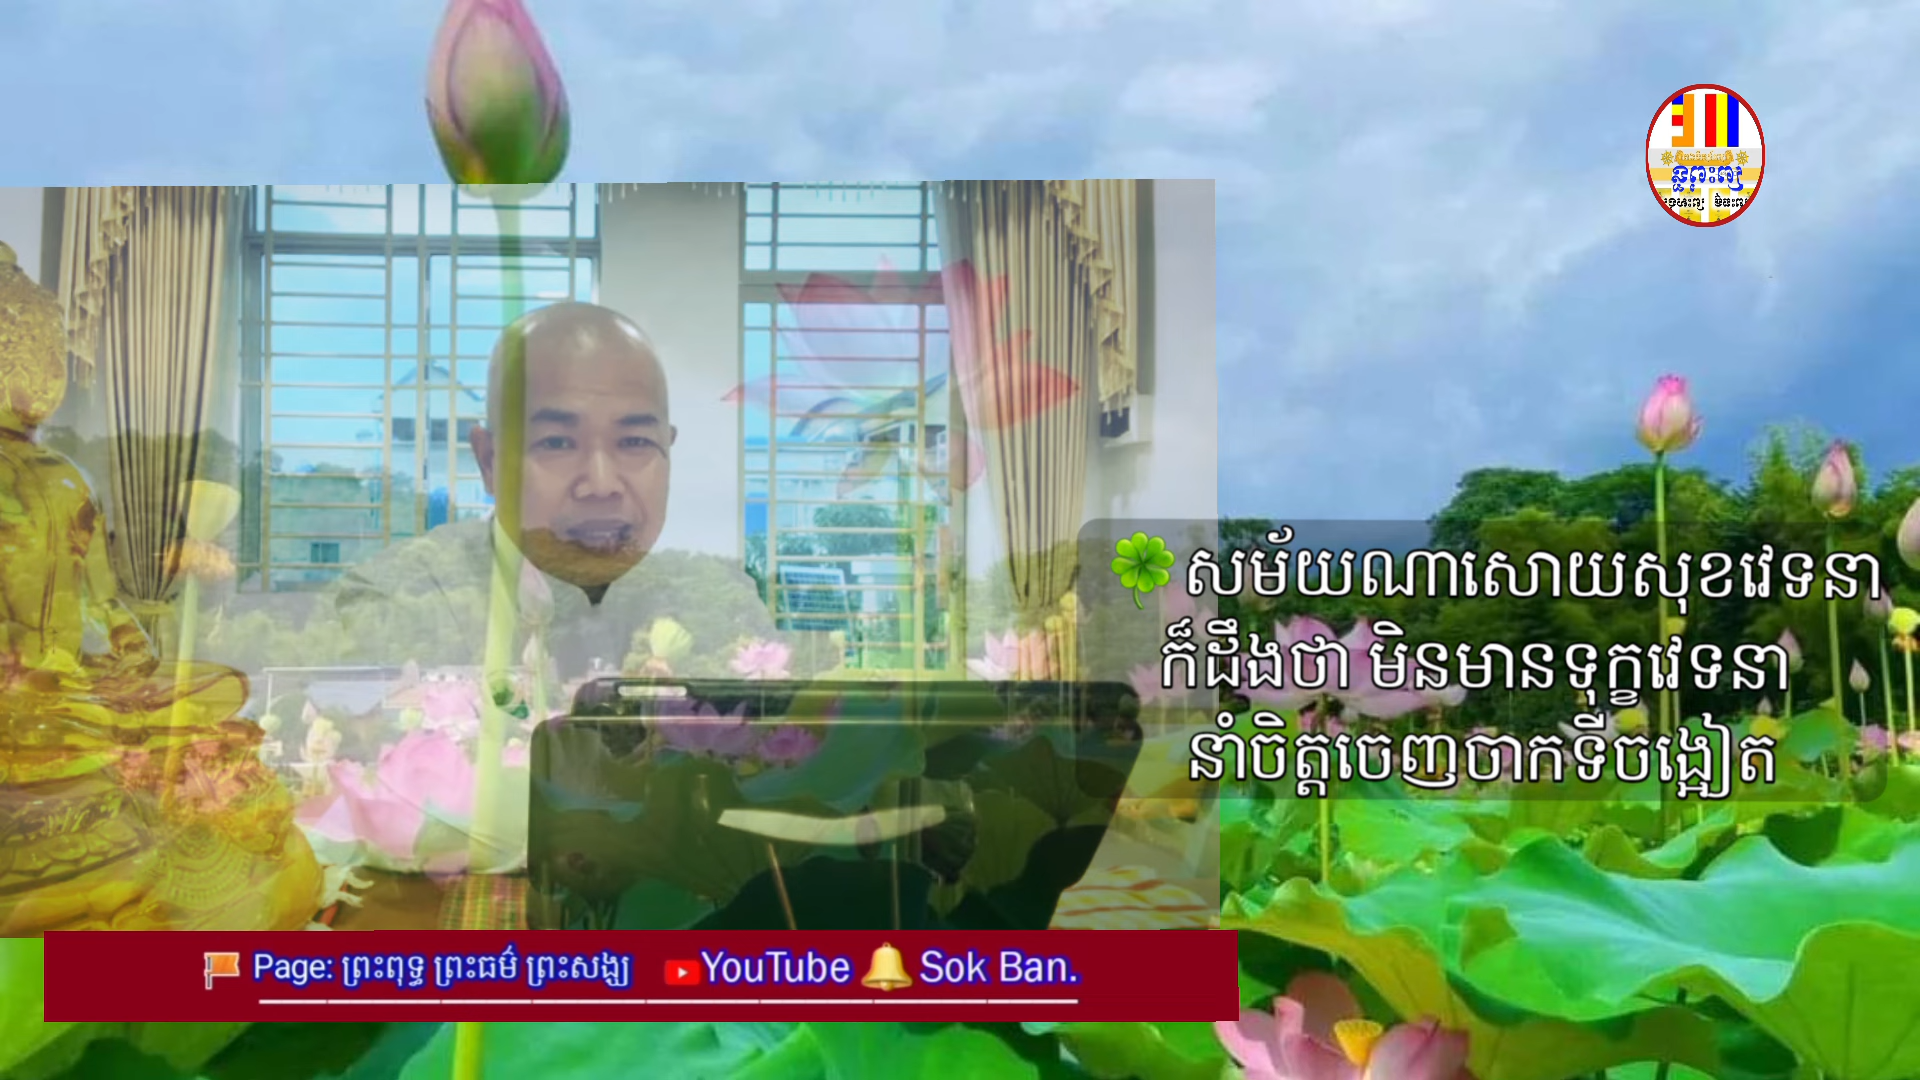 សម័យណាសោយសុខវេទនា
ក៏ដឹងថា មិនមានទុក្ខវេទនា
នាំចិត្តចេញចាកទីចង្អៀត
Page: ព្រះពុទ្ធ ព្រះធម៌ ព្រះសង្ឃ YouTube Sok Ban.